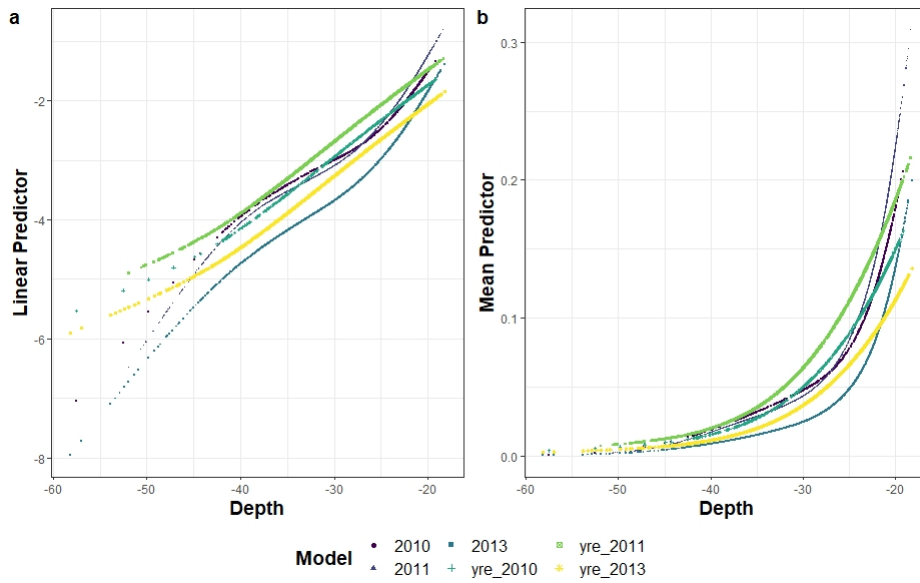 a
b
Linear Predictor
-2
-4
-6
-8
-60
-50
-40
-30
-20
Depth
Mean Predictor
0.3
0.2
0.1
0.0
-60
-50
-40
-30
-20
Depth
Model
2010
2013
yre_2011
2011
yre_2010
yre_2013